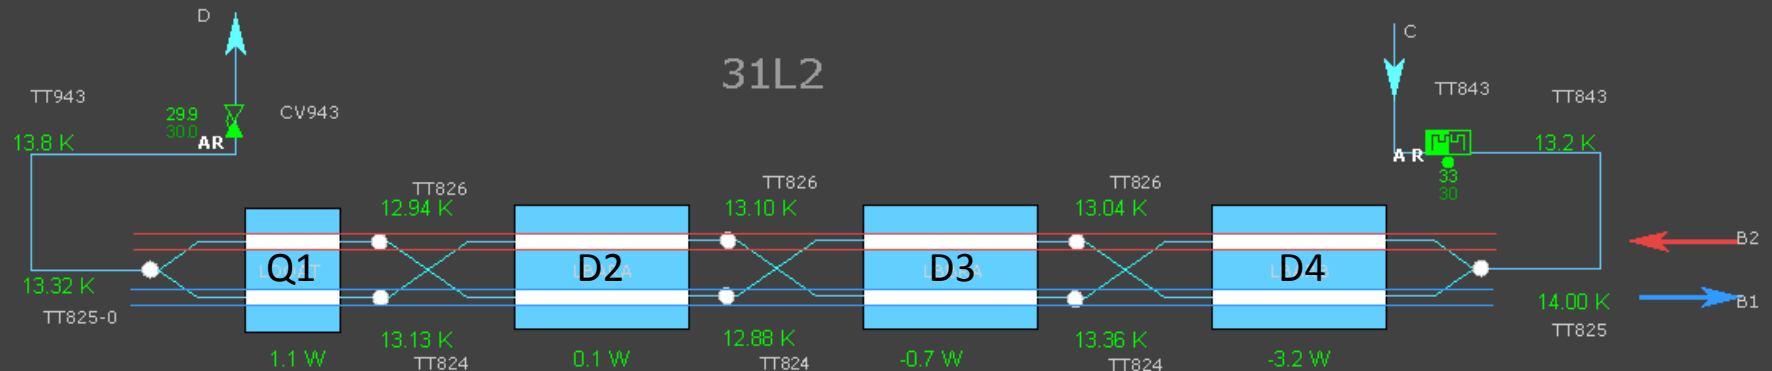 D
C
31L2
TT943
TT843
TT843
29.9
30.0
CV943
13.8 K
AR
A R
13.2 K
33
30
TT826
TT826
TT826
12.94 K
13.10 K
13.04 K
B2
Q1
D2
D3
D4
13.32 K
14.00 K
B1
TT825-0
TT825
13.13 K
12.88 K
13.36 K
1.1 W
TT824
0.1 W
TT824
-0.7 W
TT824
-3.2 W